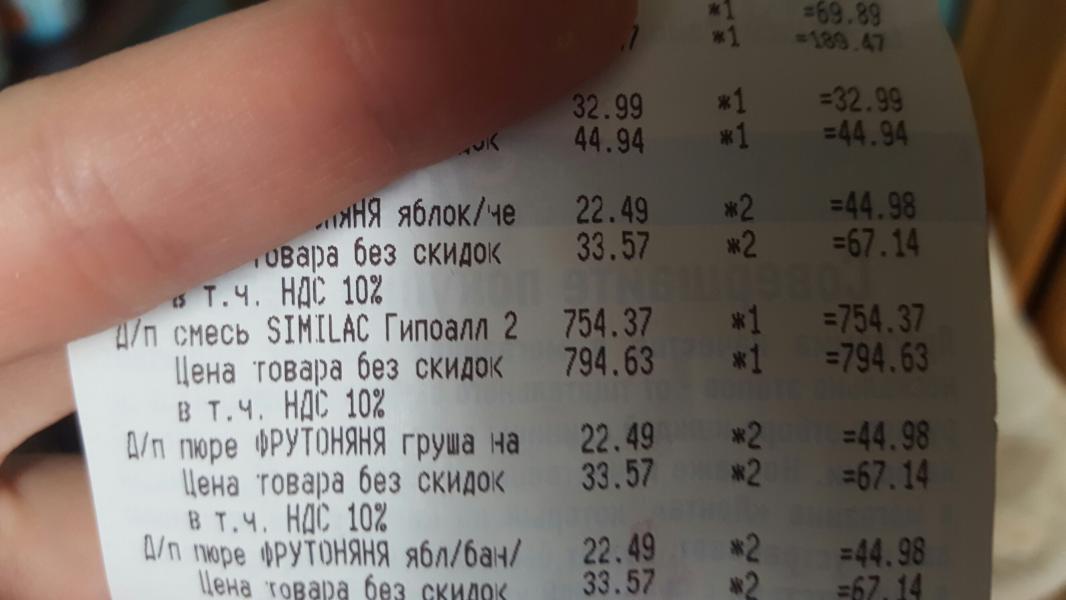 *1 =69.89
*1 =189.47
32.99 *1 =32.99
44.94 *1 =44.94
яблок/че 22.49 *2 =44.98
товара без скидок 33.57 *2 =67.14
в т.ч. НДС 10%
Д/п смесь SIMILAC Гипоалл 2 754.37 *1 =754.37
Цена товара без скидок 794.63 *1 =794.63
в т.ч. НДС 10%
Д/п пюре ФРУТОНЯНЯ груша на 22.49 *2 =44.98
Цена товара без скидок 33.57 *2 =67.14
в т.ч. НДС 10%
Д/п пюре ФРУТОНЯНЯ ябл/бан/ 22.49 *2 =44.98
Цена товара без скидок 33.57 *2 =67.14